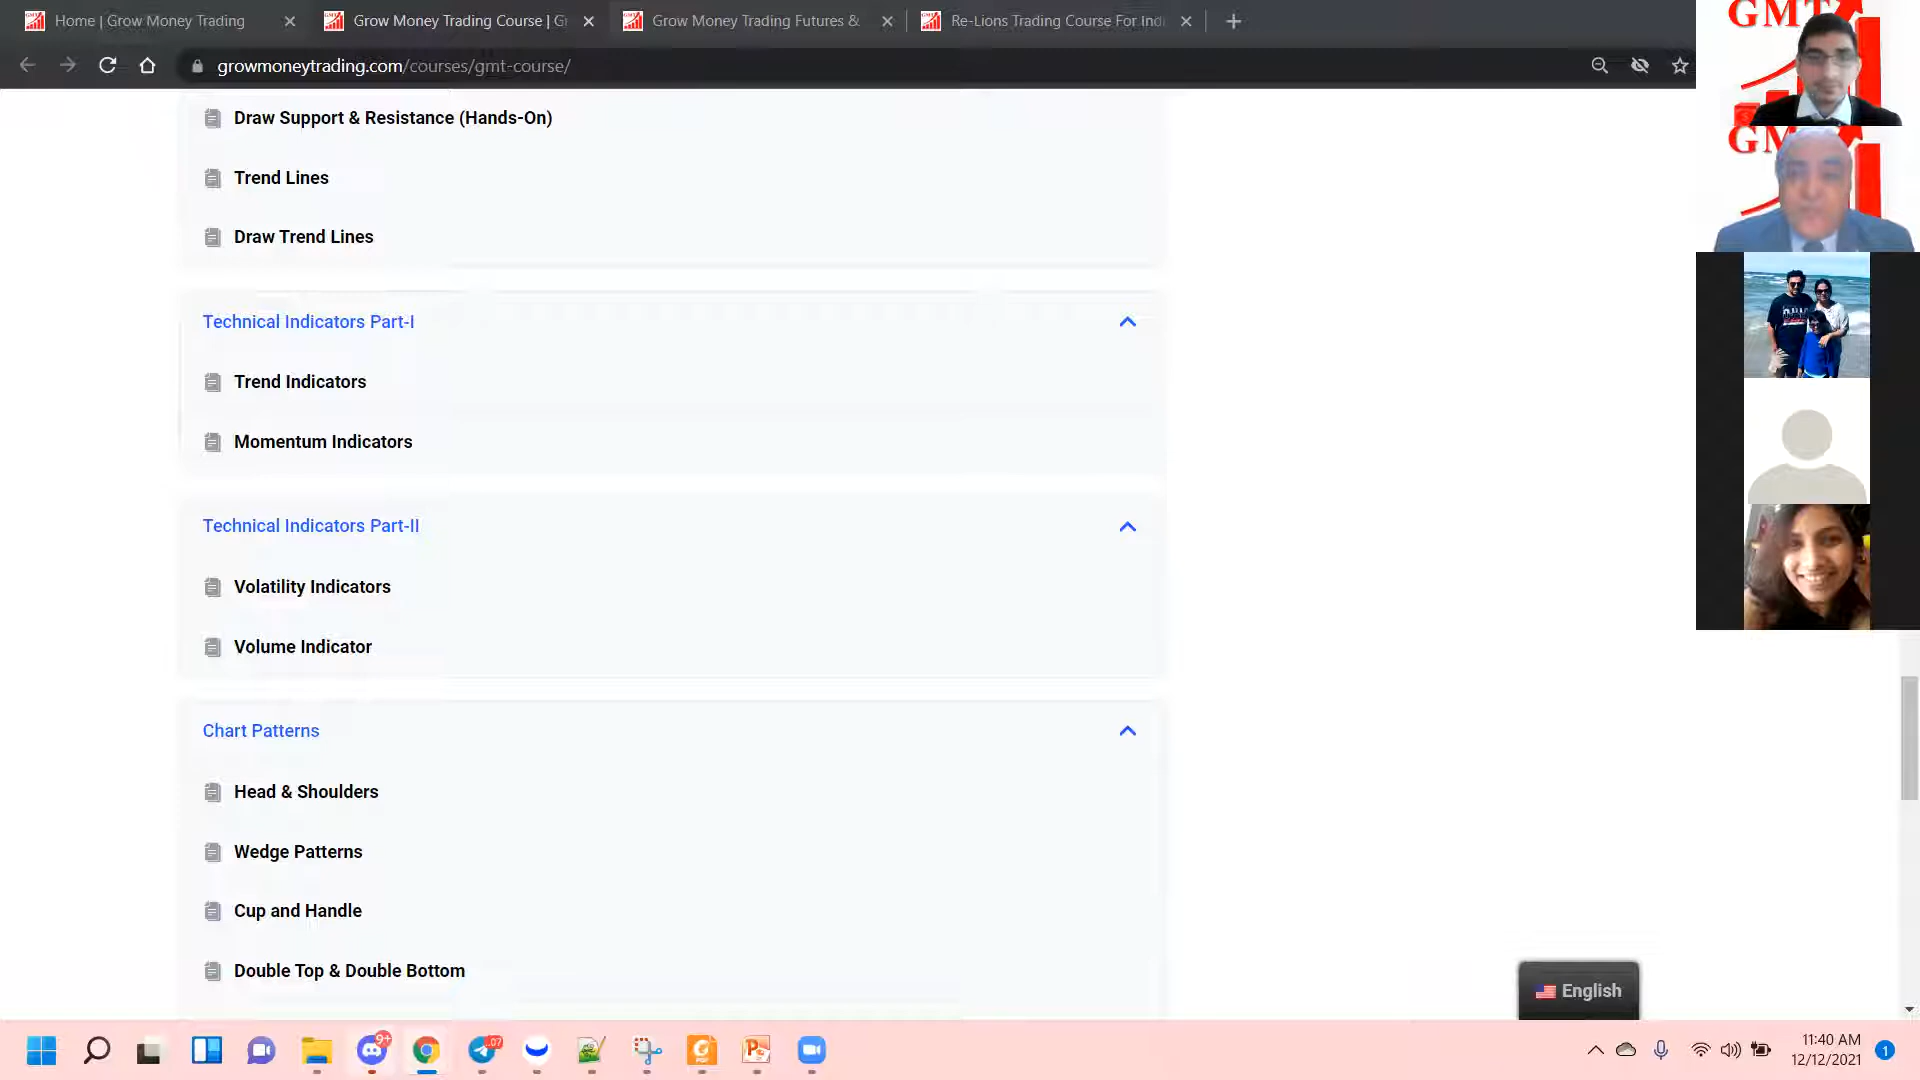 Home | Grow Money Trading
Grow Money Trading Course | Gr
Grow Money Trading Futures &
Re-Lions Trading Course For Indi
growmoneytrading.com/courses/gmt-course/
GMT
Draw Support & Resistance (Hands-On)
Trend Lines
Draw Trend Lines
Technical Indicators Part-I
Trend Indicators
Momentum Indicators
Technical Indicators Part-II
Volatility Indicators
Volume Indicator
Chart Patterns
Head & Shoulders
Wedge Patterns
Cup and Handle
Double Top & Double Bottom
English
9+
11:40 AM
12/12/2021
1